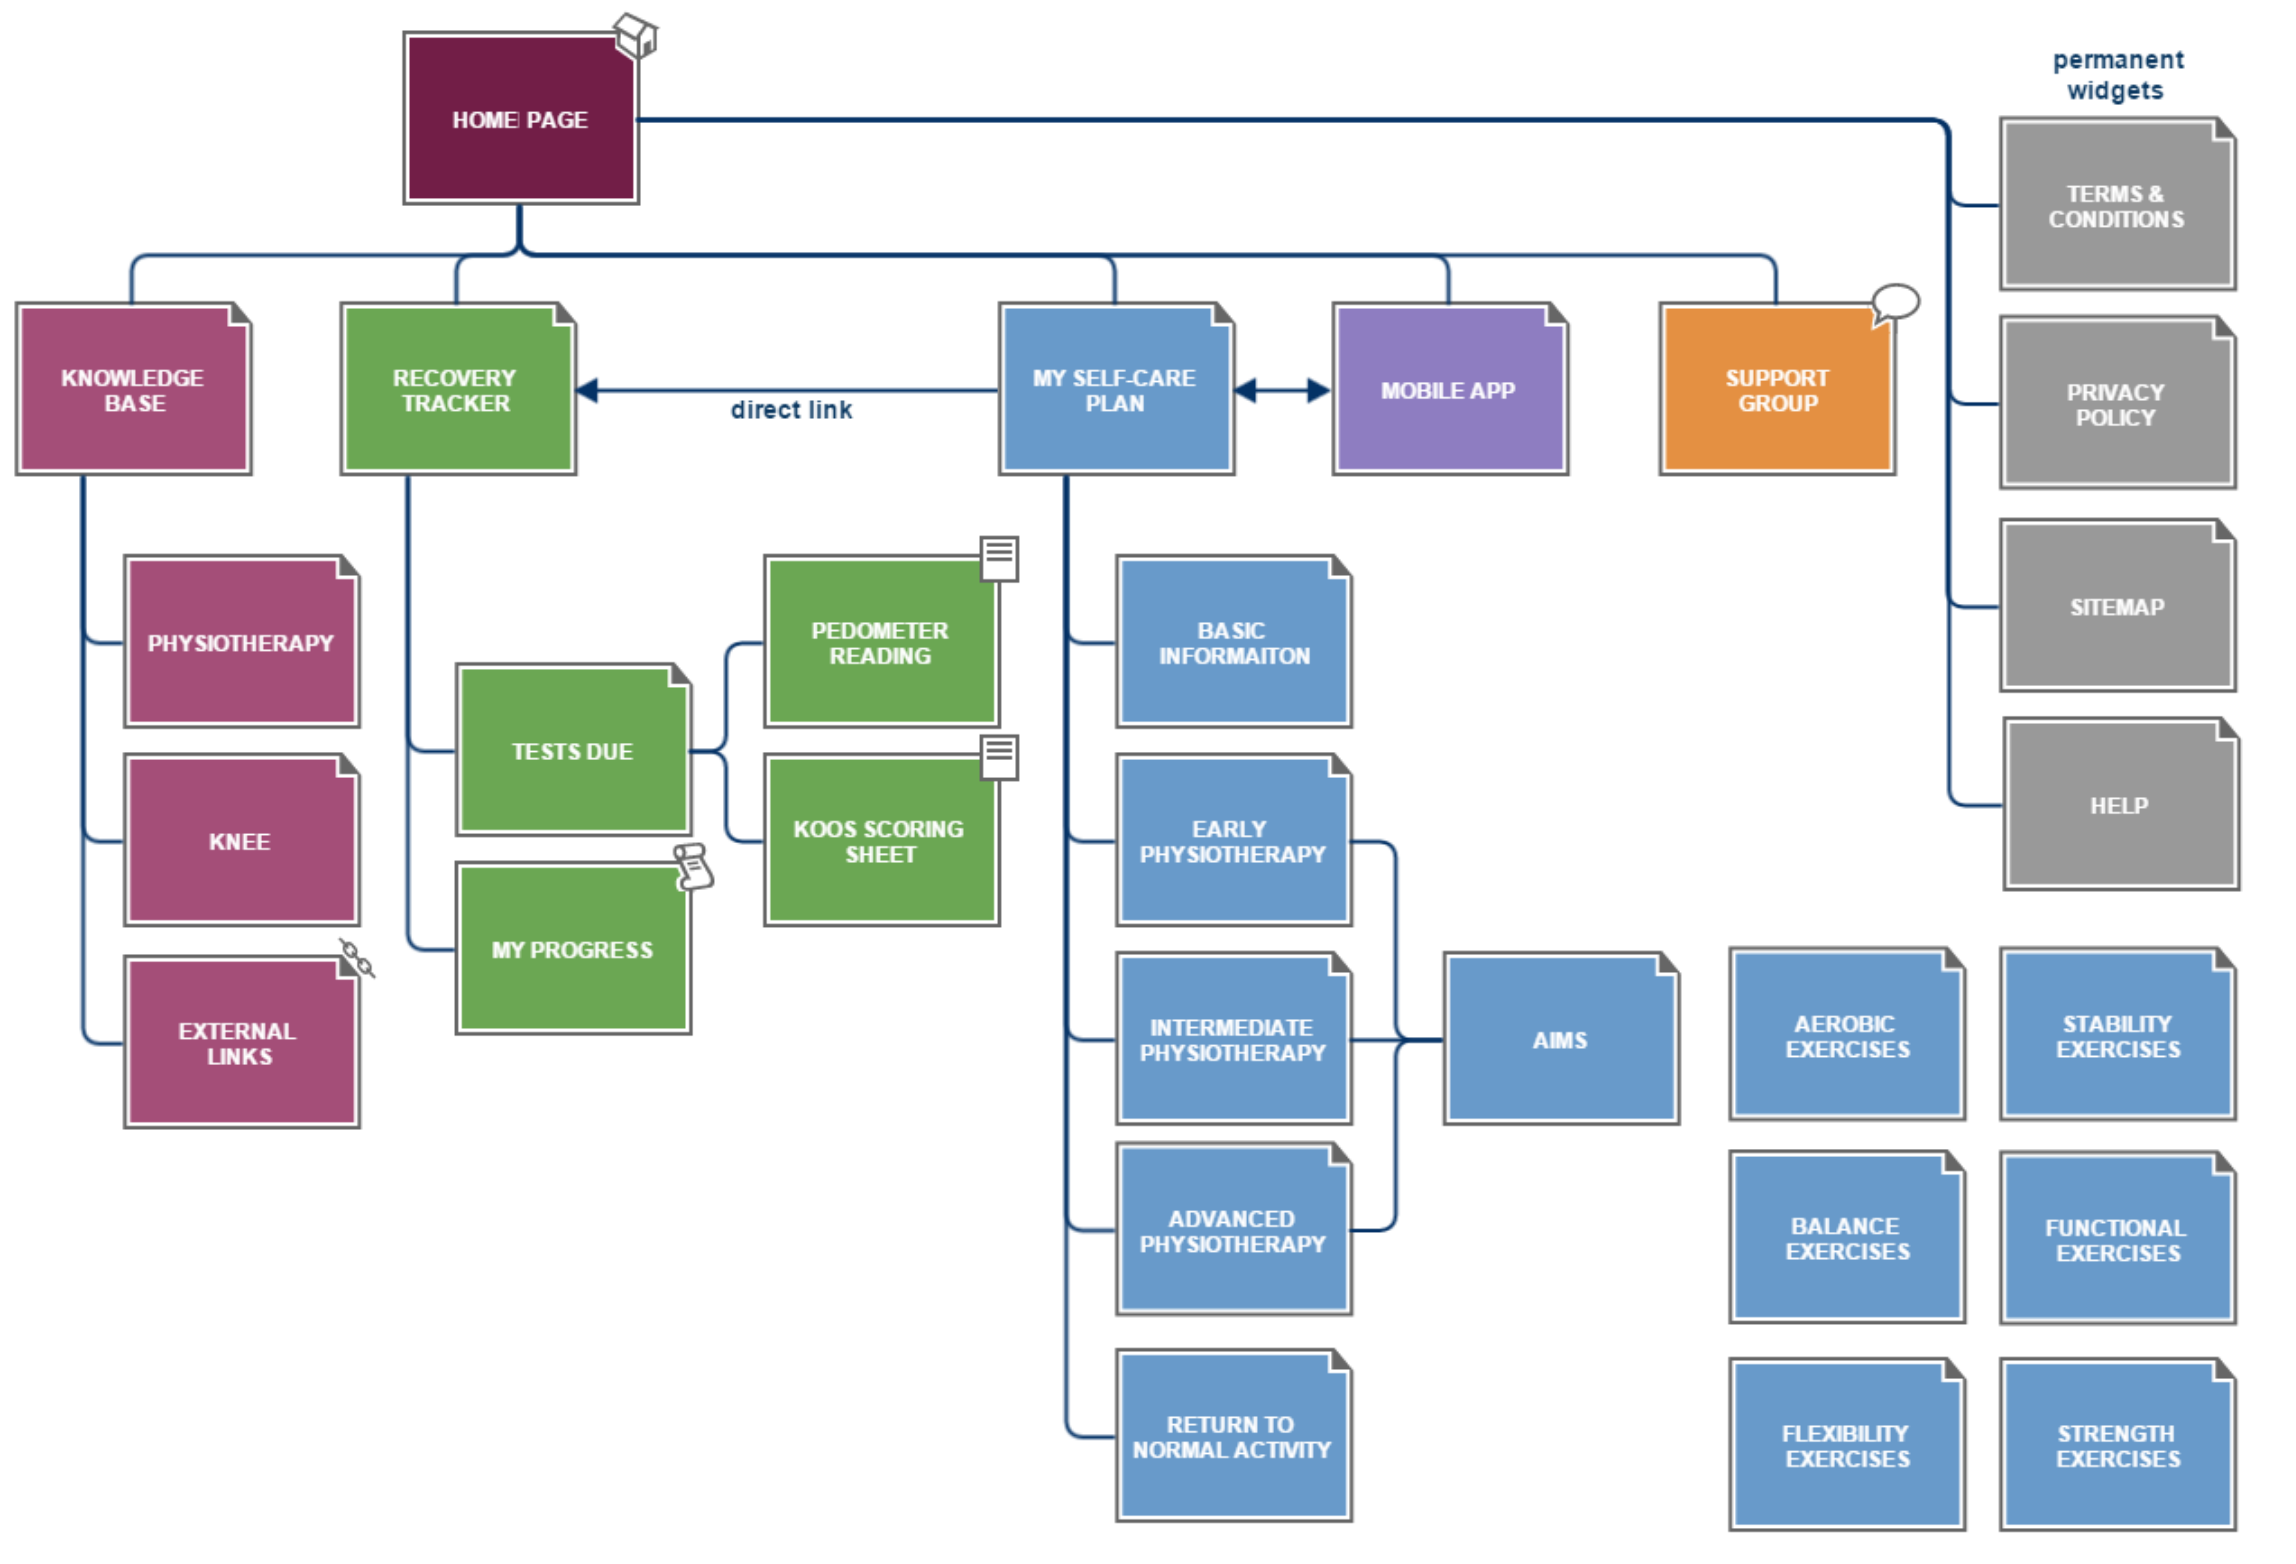 HOME PAGE
permanent
widgets
TERMS &
CONDITIONS
PRIVACY
POLICY
SITEMAP
HELP
KNOWLEDGE
BASE
RECOVERY
TRACKER
direct link
MY SELF-CARE
PLAN
MOBILE APP
SUPPORT
GROUP
PHYSIOTHERAPY
KNEE
EXTERNAL
LINKS
TESTS DUE
MY PROGRESS
PEDOMETER
READING
KOOS SCORING
SHEET
BASIC
INFORMAITON
EARLY
PHYSIOTHERAPY
INTERMEDIATE
PHYSIOTHERAPY
ADVANCED
PHYSIOTHERAPY
RETURN TO
NORMAL ACTIVITY
AIMS
AEROBIC
EXERCISES
STABILITY
EXERCISES
BALANCE
EXERCISES
FUNCTIONAL
EXERCISES
FLEXIBILITY
EXERCISES
STRENGTH
EXERCISES